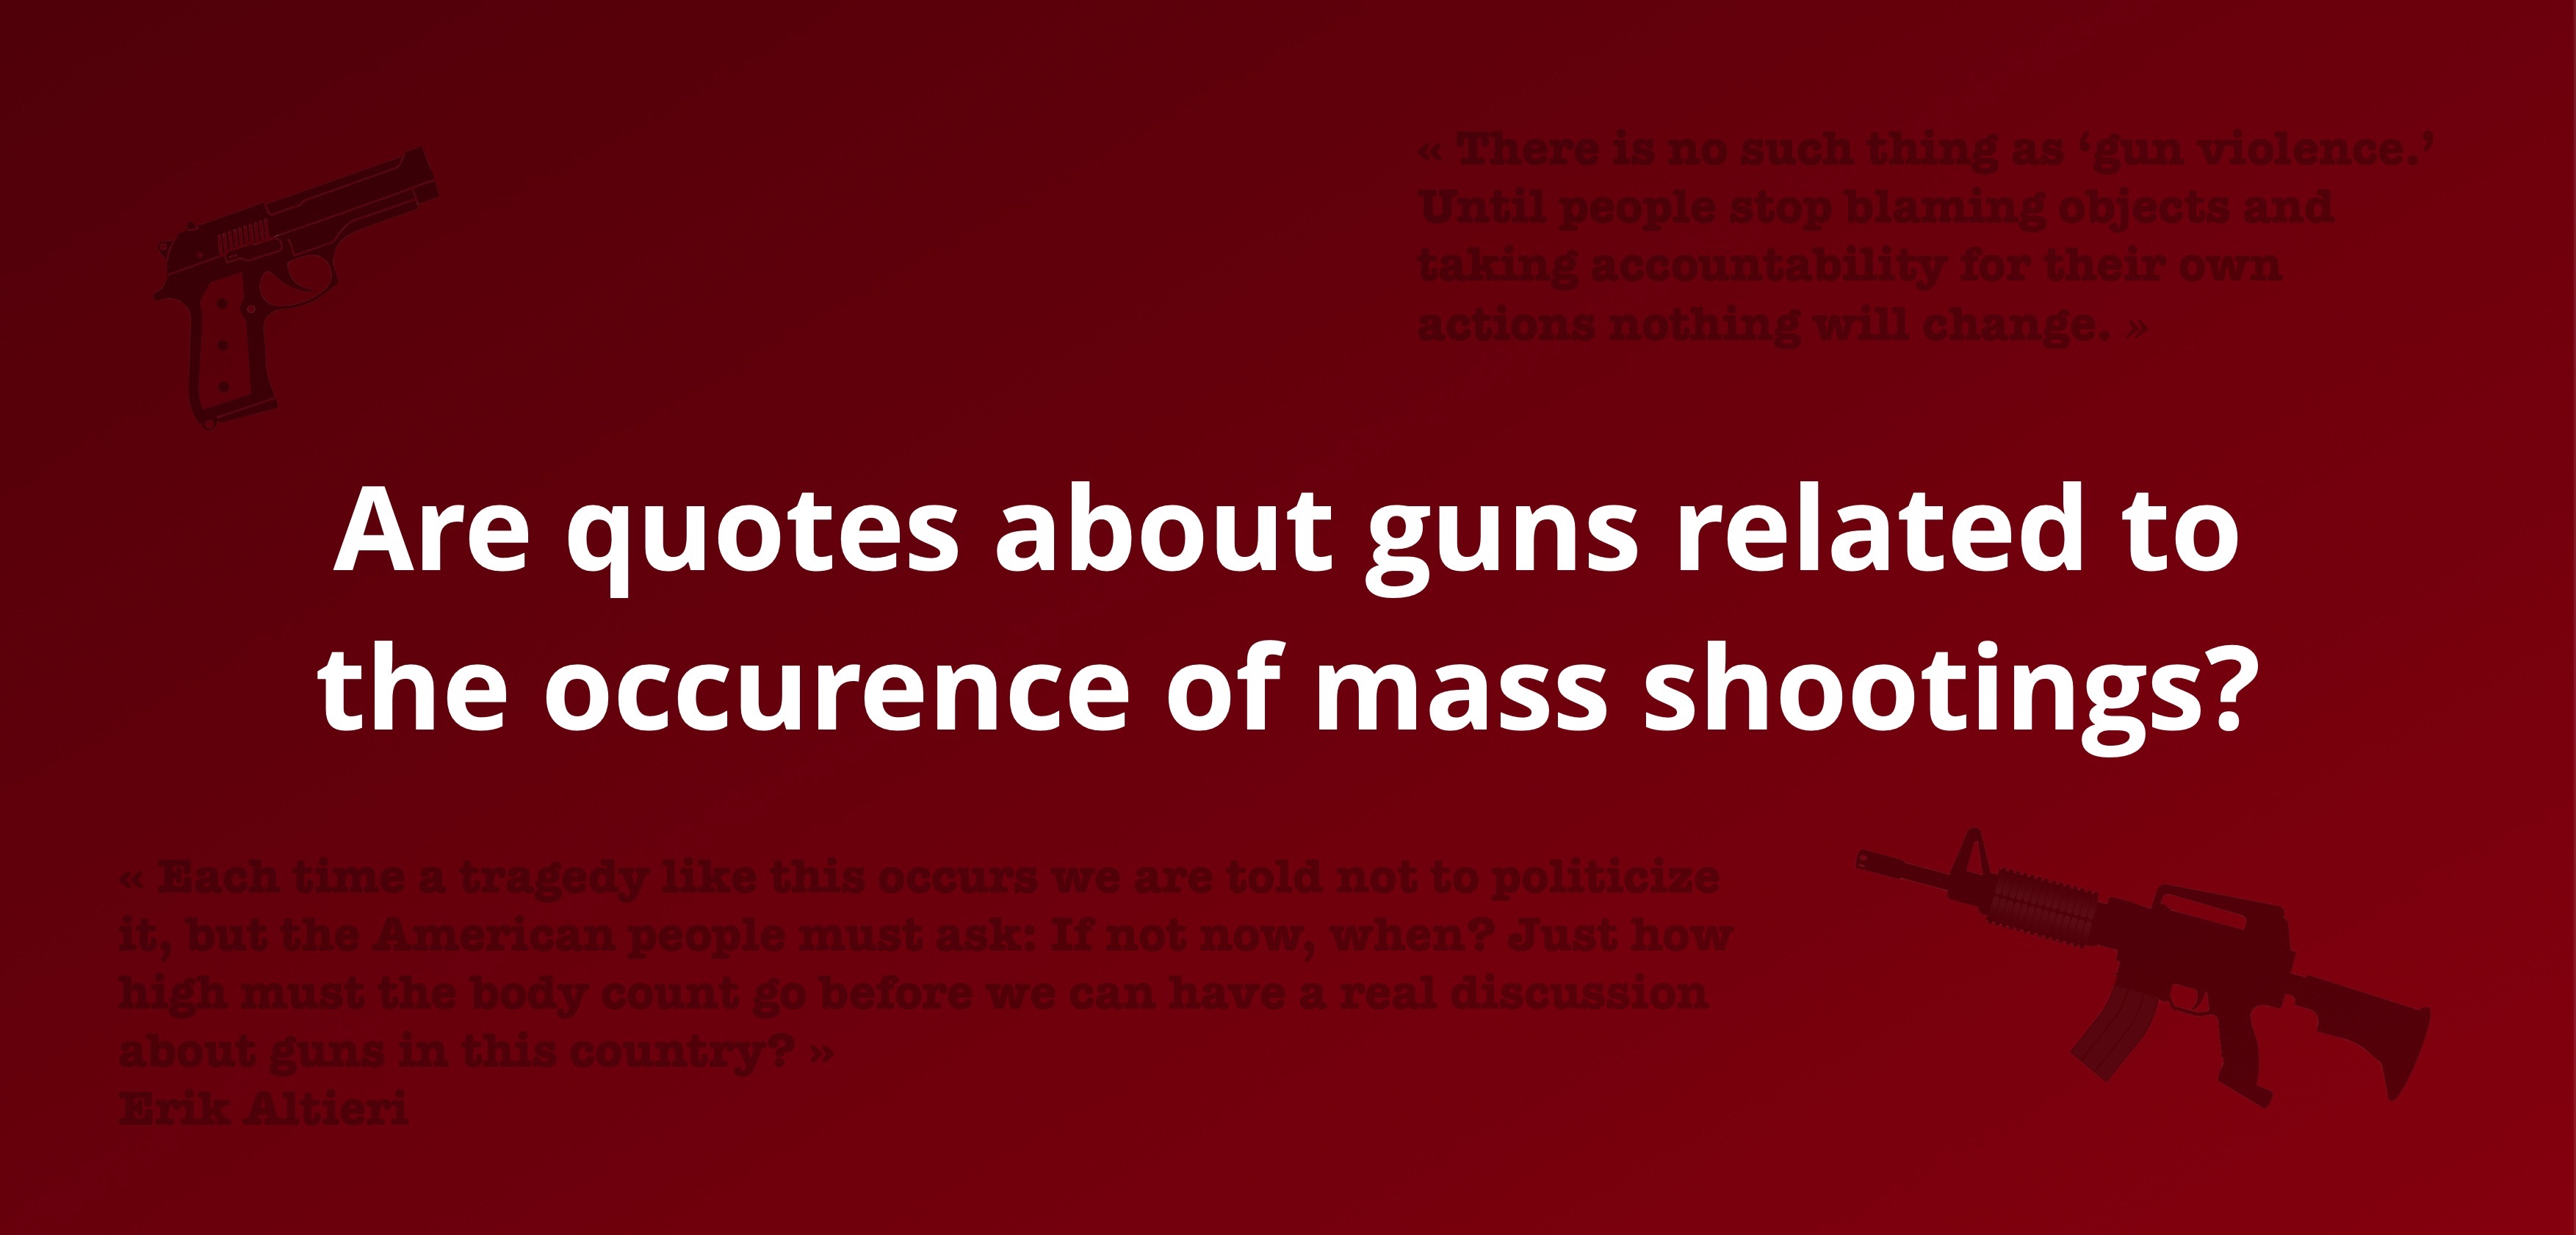 « There is no such thing as ‘gun violence.’
Until people stop blaming objects and
taking accountability for their own
actions nothing will change. »
Are quotes about guns related to
the occurence of mass shootings?
« Each time a tragedy like this occurs we are told not to politicize
it, but the American people must ask: If not now, when? Just how
high must the body count go before we can have a real discussion
about guns in this country? »
Erik Altieri